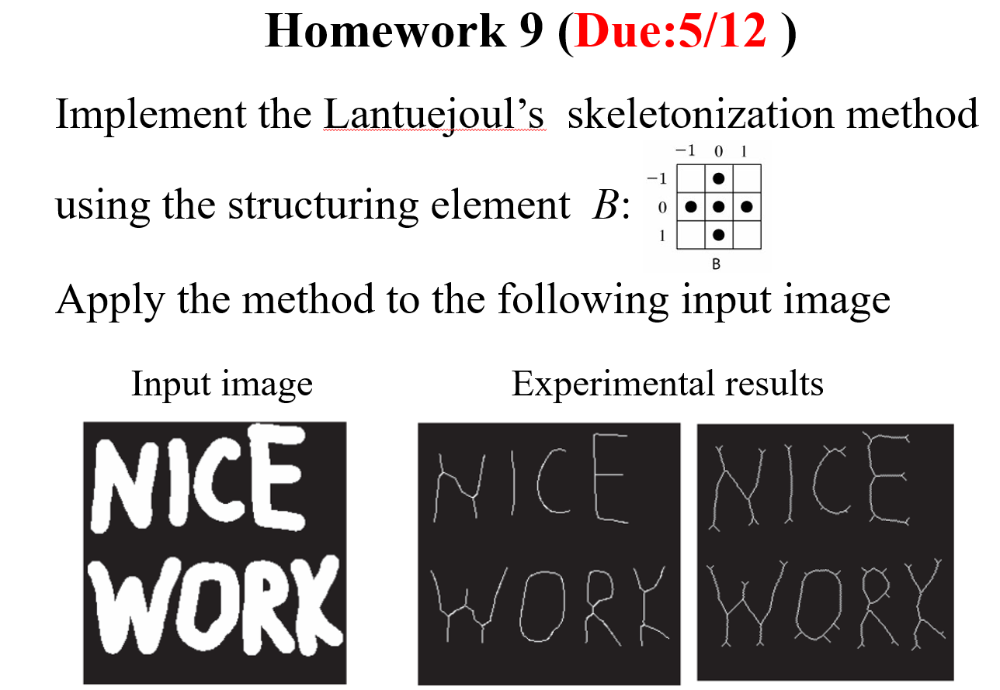 Homework 9 (Due:5/12 )
Implement the Lantuejoul’s skeletonization method
−1 0 1
−1
using the structuring element B:
0
1
B
Apply the method to the following input image
Input image Experimental results
NICE
WORK
NICE
WORK
NICE
WORK